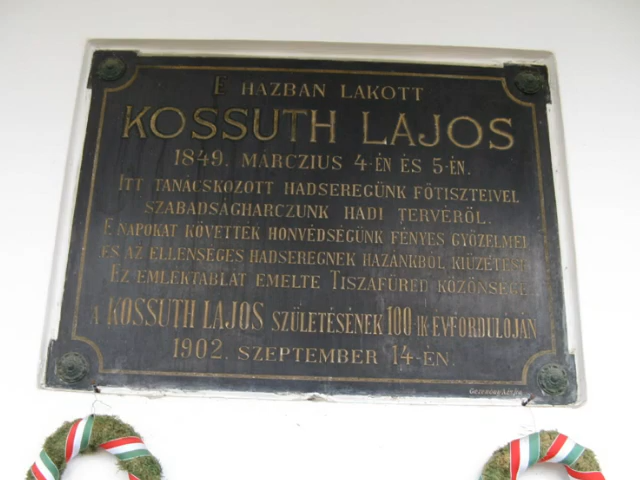 E HÁZBAN LAKOTT
KOSSUTH LAJOS
1849. MÁRCZIUS 4-ÉN ÉS 5-ÉN.
ITT TANÁCSKOZOTT HADSEREGÜNK FŐTISZTEIVEL
SZABADSÁGHARCZUNK HADI TERVÉRŐL.
E NAPOKAT KÖVETTÉK HONVÉDSÉGÜNK FÉNYES GYŐZELMEI
ÉS AZ ELLENSÉGES HADSEREGNEK HAZÁNKBÓL KIŰZETÉSE
EZ EMLÉKTÁBLÁT EMELTE TISZAFÜRED KÖZÖNSÉGE
A KOSSUTH LAJOS SZÜLETÉSÉNEK 100-IK ÉVFORDULÓJÁN
1902. SZEPTEMBER 14-ÉN.